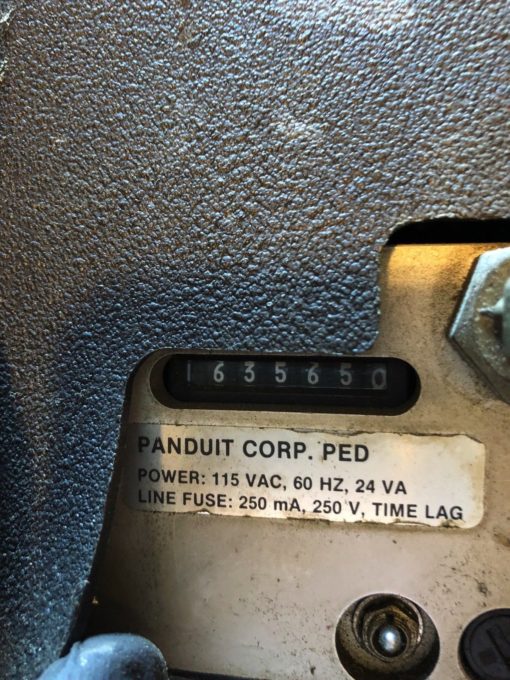 1635650
PANDUIT CORP. PED
POWER: 115 VAC, 60 HZ, 24 VA
LINE FUSE: 250 mA, 250 V, TIME LAG